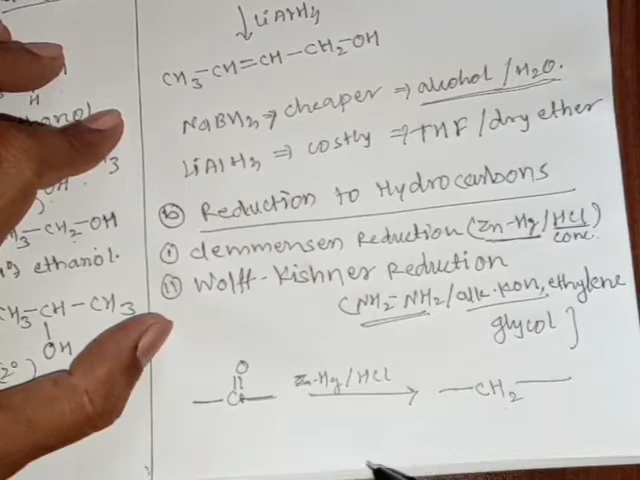 ↓ LiAlH4
CH3-CH=CH-CH2-OH
NaBH4 ⇒ cheaper ⇒ alcohol / H2O.
LiAlH4 ⇒ costly ⇒ THF / dry ether
(b) Reduction to Hydrocarbons
(i) Clemmensen Reduction (Zn-Hg / HCl)
conc.
(ii) Wolff-Kishner Reduction
(NH2-NH2 / alk. KOH, ethylene
glycol]
O
||
—C— Zn-Hg / HCl → —CH2—
H
3
-CH2-OH
ethanol.
CH3-CH-CH3
|
OH
(2°)